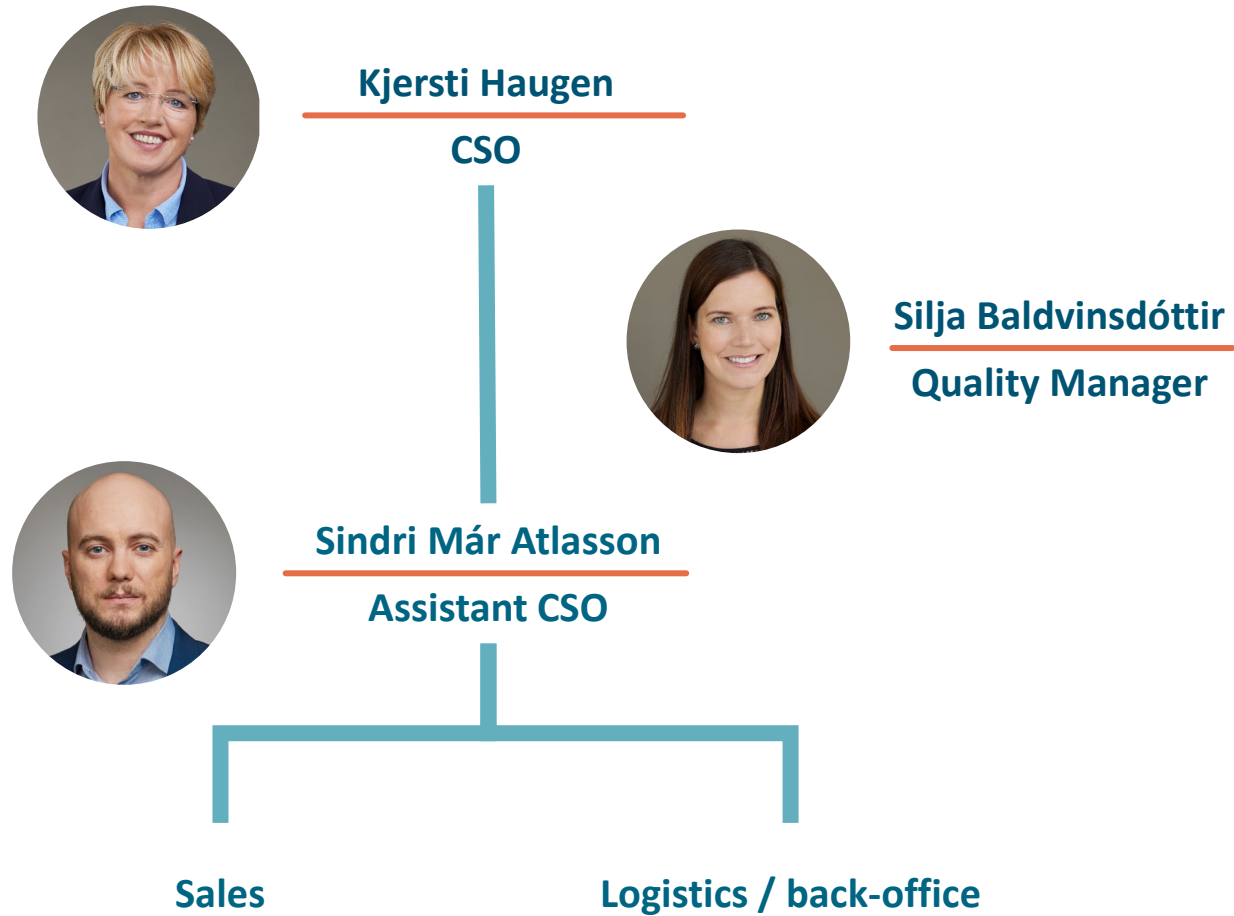 Kjersti Haugen
CSO
Silja Baldvinsdóttir
Quality Manager
Sindri Már Atlasson
Assistant CSO
Sales
Logistics / back-office